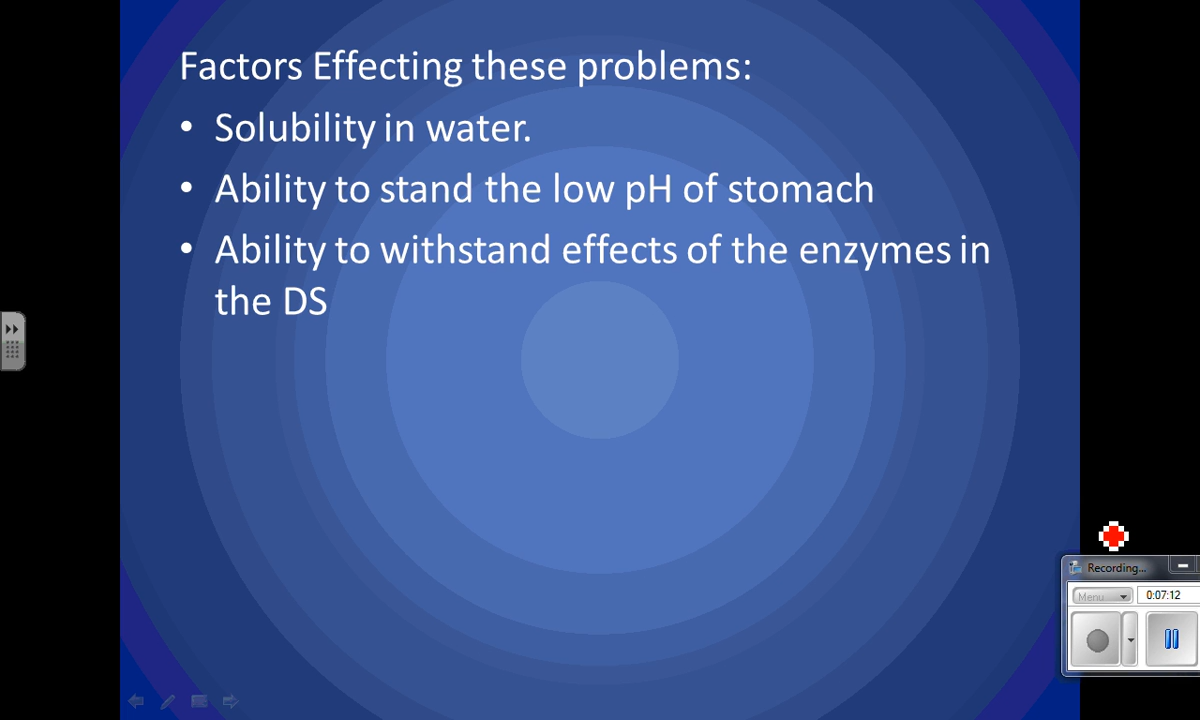 Factors Effecting these problems:
• Solubility in water.
• Ability to stand the low pH of stomach
• Ability to withstand effects of the enzymes in
the DS
Recording...
Menu
0:07:12